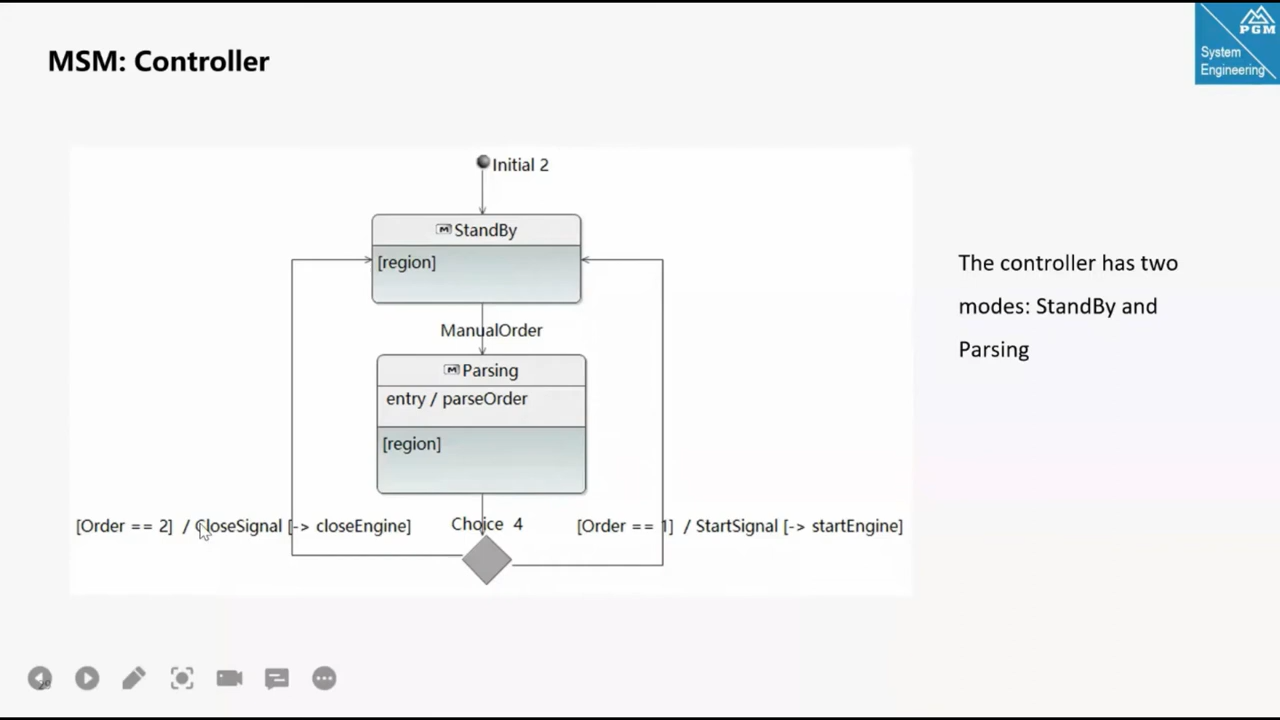 MSM: Controller
PGM
System
Engineering
Initial 2
M StandBy
[region]
ManualOrder
M Parsing
entry / parseOrder
[region]
[Order == 2] / CloseSignal [-> closeEngine]
Choice 4
[Order == 1] / StartSignal [-> startEngine]
The controller has two
modes: StandBy and
Parsing